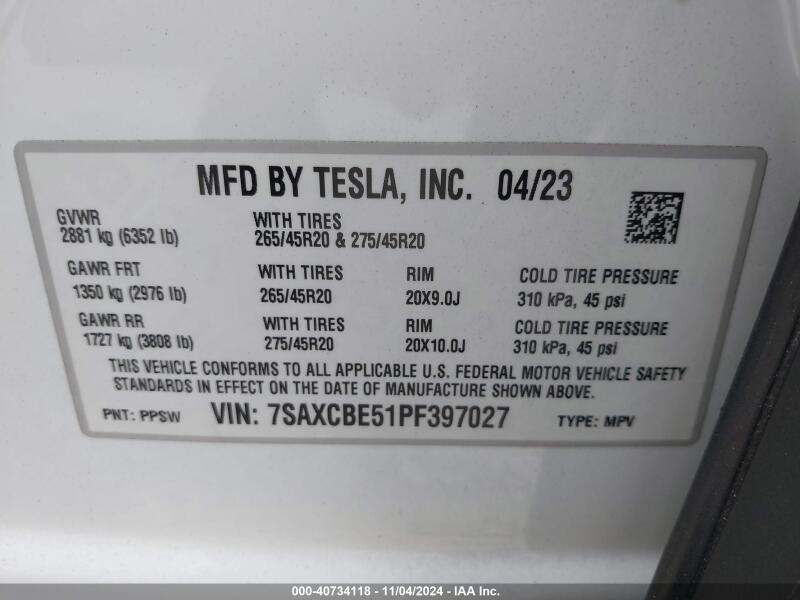 MFD BY TESLA, INC. 04/23
GVWR
2881 kg (6352 lb)
WITH TIRES
265/45R20 & 275/45R20
GAWR FRT WITH TIRES RIM COLD TIRE PRESSURE
1350 kg (2976 lb) 265/45R20 20X9.0J 310 kPa, 45 psi
GAWR RR WITH TIRES RIM COLD TIRE PRESSURE
1727 kg (3808 lb) 275/45R20 20X10.0J 310 kPa, 45 psi
THIS VEHICLE CONFORMS TO ALL APPLICABLE U.S. FEDERAL MOTOR VEHICLE SAFETY
STANDARDS IN EFFECT ON THE DATE OF MANUFACTURE SHOWN ABOVE.
PNT: PPSW VIN: 7SAXCBE51PF397027 TYPE: MPV
000-40734118 - 11/04/2024 - IAA Inc.